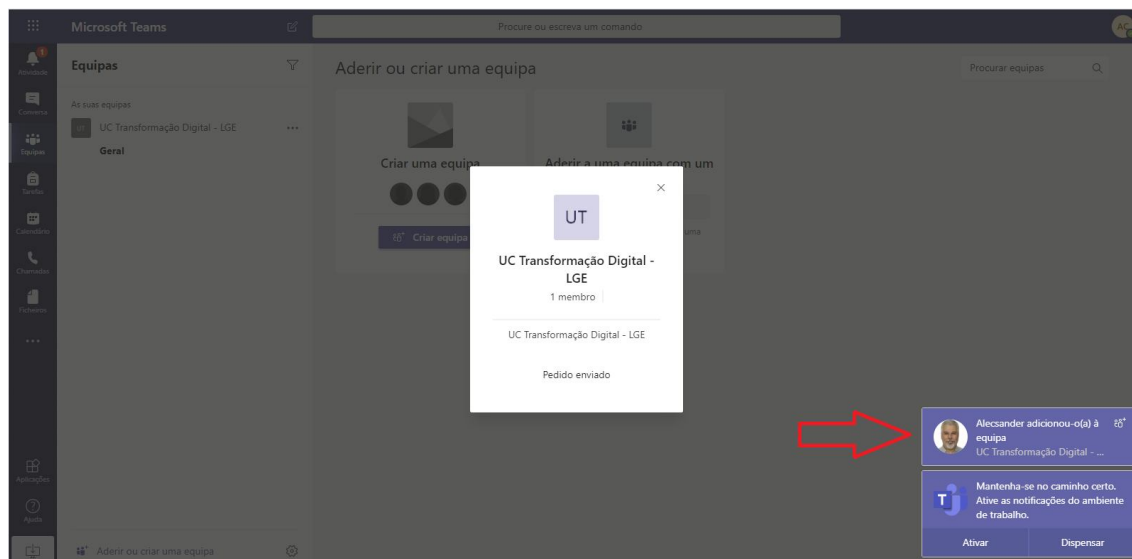 Microsoft Teams
Procure ou escreva um comando
AC
1
Atividade
Equipas
Aderir ou criar uma equipa
Procurar equipas
Conversa
As suas equipas
UC Transformação Digital - LGE
Equipas
Geral
Criar uma equipa
Aderir a uma equipa com um
Tarefas
UT
Calendário
Criar equipa
uma
UC Transformação Digital -
LGE
Chamadas
1 membro
Ficheiros
UC Transformação Digital - LGE
Pedido enviado
Alecsander adicionou-o(a) à
equipa
UC Transformação Digital - ...
Aplicações
Mantenha-se no caminho certo.
Ative as notificações do ambiente
de trabalho.
T
Ajuda
Ativar
Dispensar
Aderir ou criar uma equipa